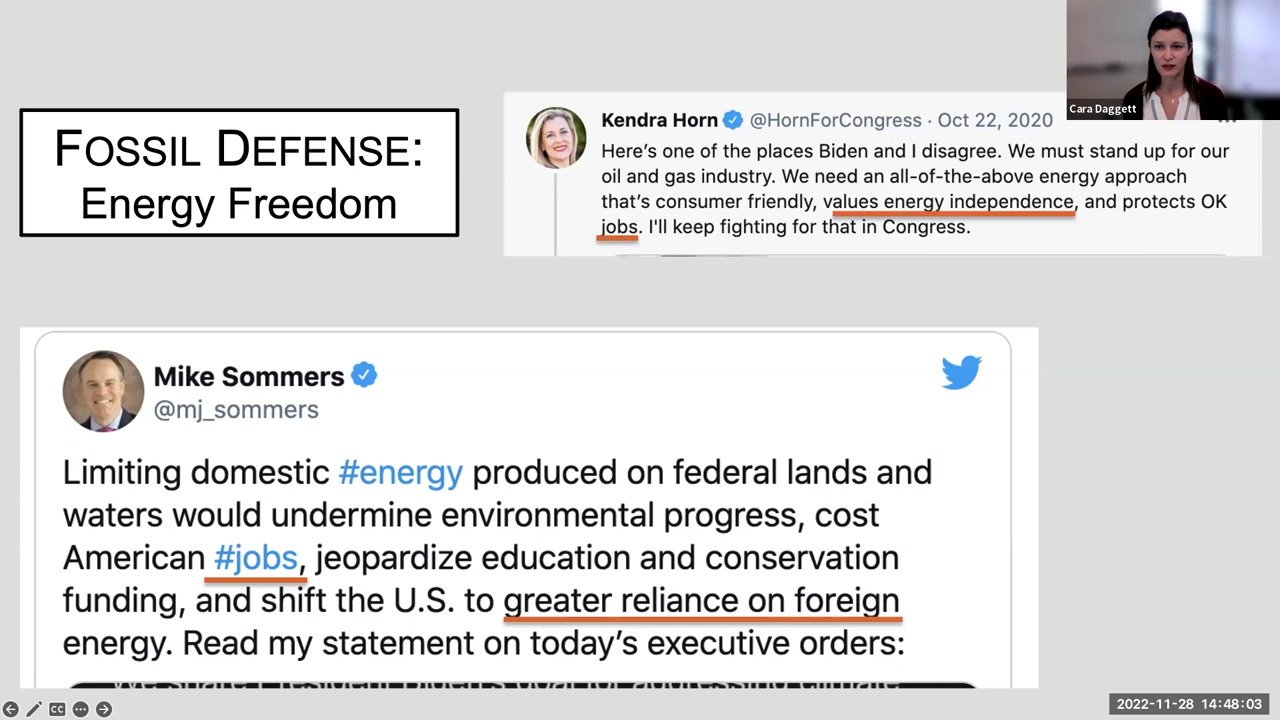 FOSSIL DEFENSE:
Energy Freedom
Kendra Horn @HornForCongress · Oct 22, 2020
Here's one of the places Biden and I disagree. We must stand up for our
oil and gas industry. We need an all-of-the-above energy approach
that's consumer friendly, values energy independence, and protects OK
jobs. I'll keep fighting for that in Congress.
Cara Daggett
Mike Sommers
@mj_sommers
Limiting domestic #energy produced on federal lands and
waters would undermine environmental progress, cost
American #jobs, jeopardize education and conservation
funding, and shift the U.S. to greater reliance on foreign
energy. Read my statement on today's executive orders:
CC
2022-11-28 14:48:03